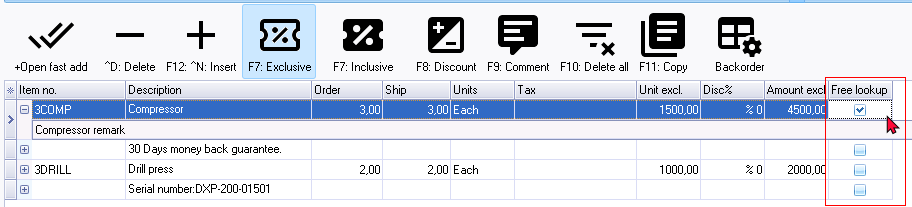 +Open fast add ^D: Delete F12: ^N: Insert F7: Exclusive F7: Inclusive F8: Discount F9: Comment F10: Delete all F11: Copy Backorder
Item no. Description Order Ship Units Tax Unit excl. Disc% Amount excl Free lookup
3COMP Compressor 3,00 3,00 Each 1500,00 % 0 4500,00
Compressor remark
30 Days money back guarantee.
3DRILL Drill press 2,00 2,00 Each 1000,00 % 0 2000,00
Serial number:DXP-200-01501